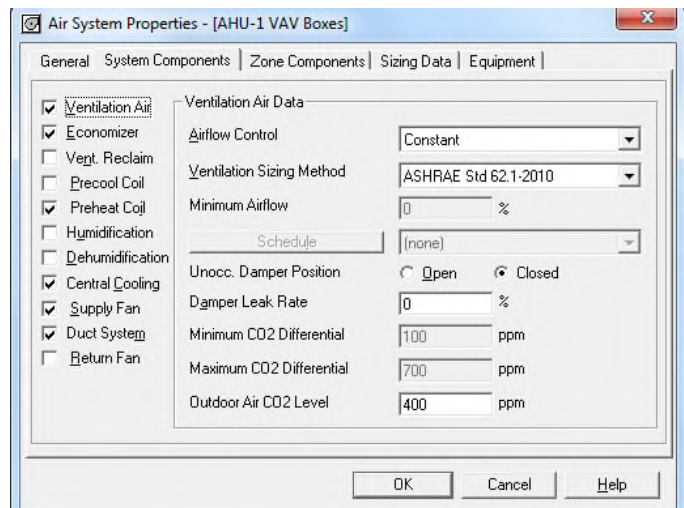 Air System Properties - [AHU-1 VAV Boxes]
General System Components Zone Components Sizing Data Equipment
Ventilation Air
Economizer
Vent. Reclaim
Precool Coil
Preheat Coil
Humidification
Dehumidification
Central Cooling
Supply Fan
Duct System
Return Fan
Ventilation Air Data
Airflow Control Constant
Ventilation Sizing Method ASHRAE Std 62.1-2010
Minimum Airflow 0 %
Schedule (none)
Unocc. Damper Position Open Closed
Damper Leak Rate 0 %
Minimum CO2 Differential 100 ppm
Maximum CO2 Differential 700 ppm
Outdoor Air CO2 Level 400 ppm
OK Cancel Help